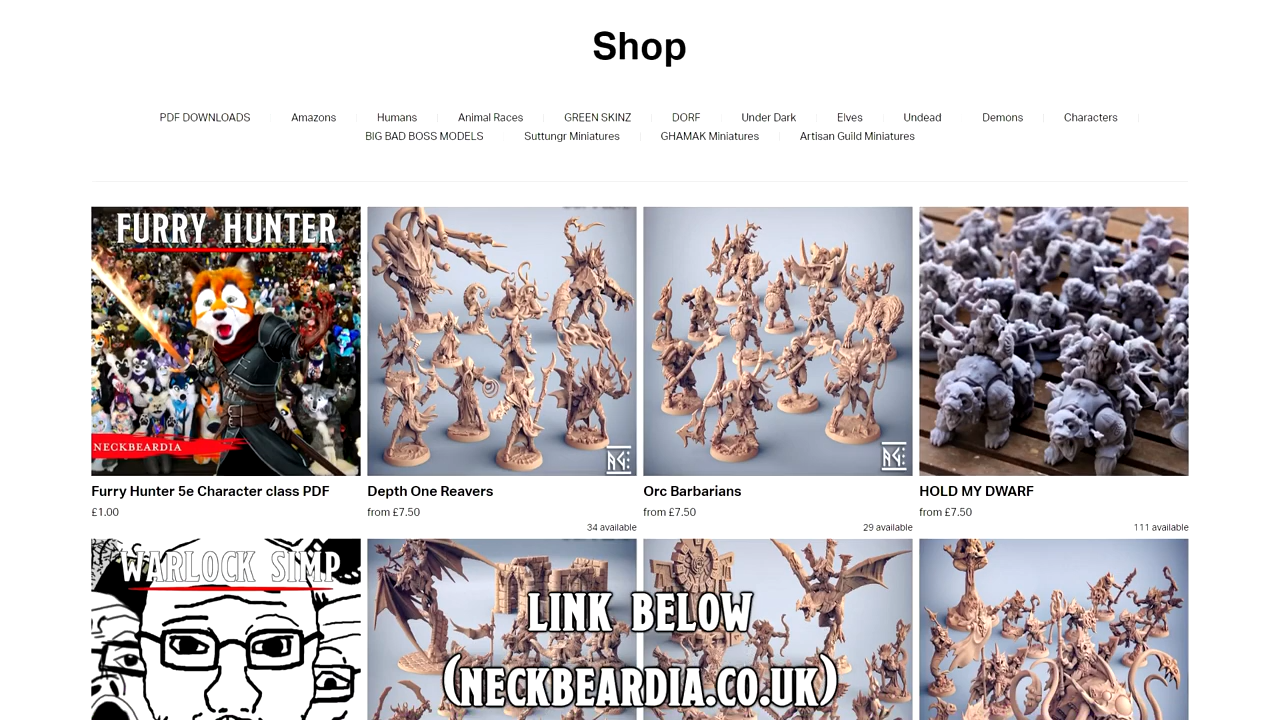 Shop
PDF DOWNLOADS Amazons Humans Animal Races GREEN SKINZ DORF Under Dark Elves Undead Demons Characters
BIG BAD BOSS MODELS Suttungr Miniatures GHAMAK Miniatures Artisan Guild Miniatures
FURRY HUNTER
NECKBEARDIA
Furry Hunter 5e Character class PDF
£1.00
Depth One Reavers
from £7.50
34 available
Orc Barbarians
from £7.50
29 available
HOLD MY DWARF
from £7.50
111 available
WARLOCK SIMP
LINK BELOW
(NECKBEARDIA.CO.UK)